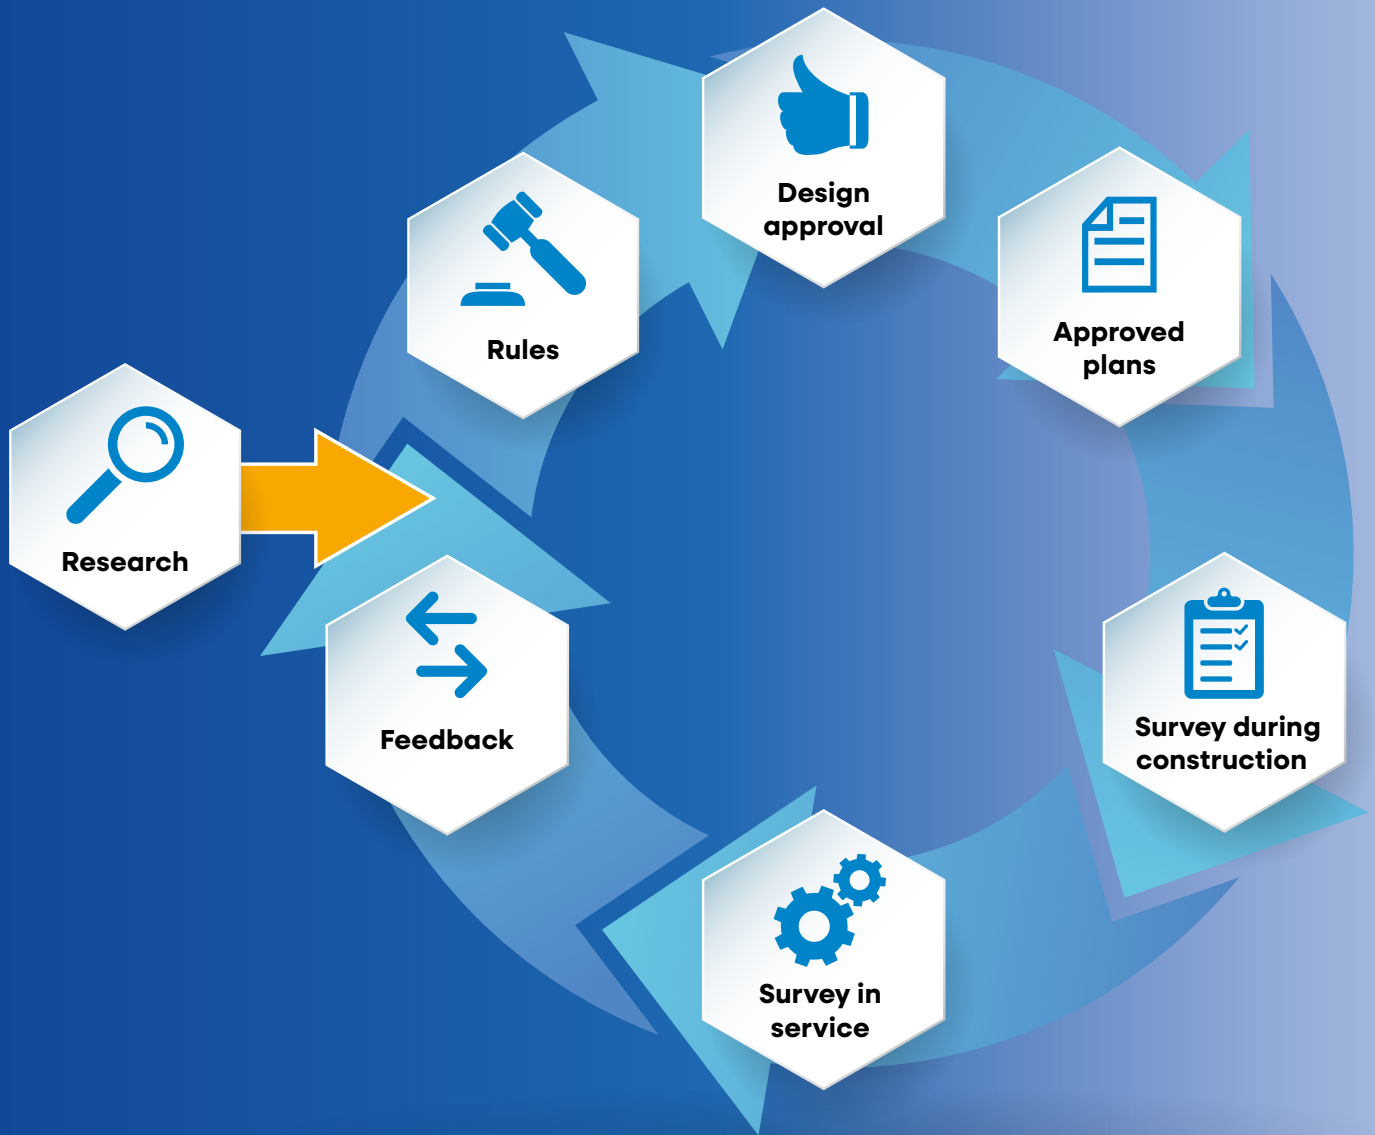 Design
approval
Approved
plans
Rules
Research
Feedback
Survey during
construction
Survey in
service